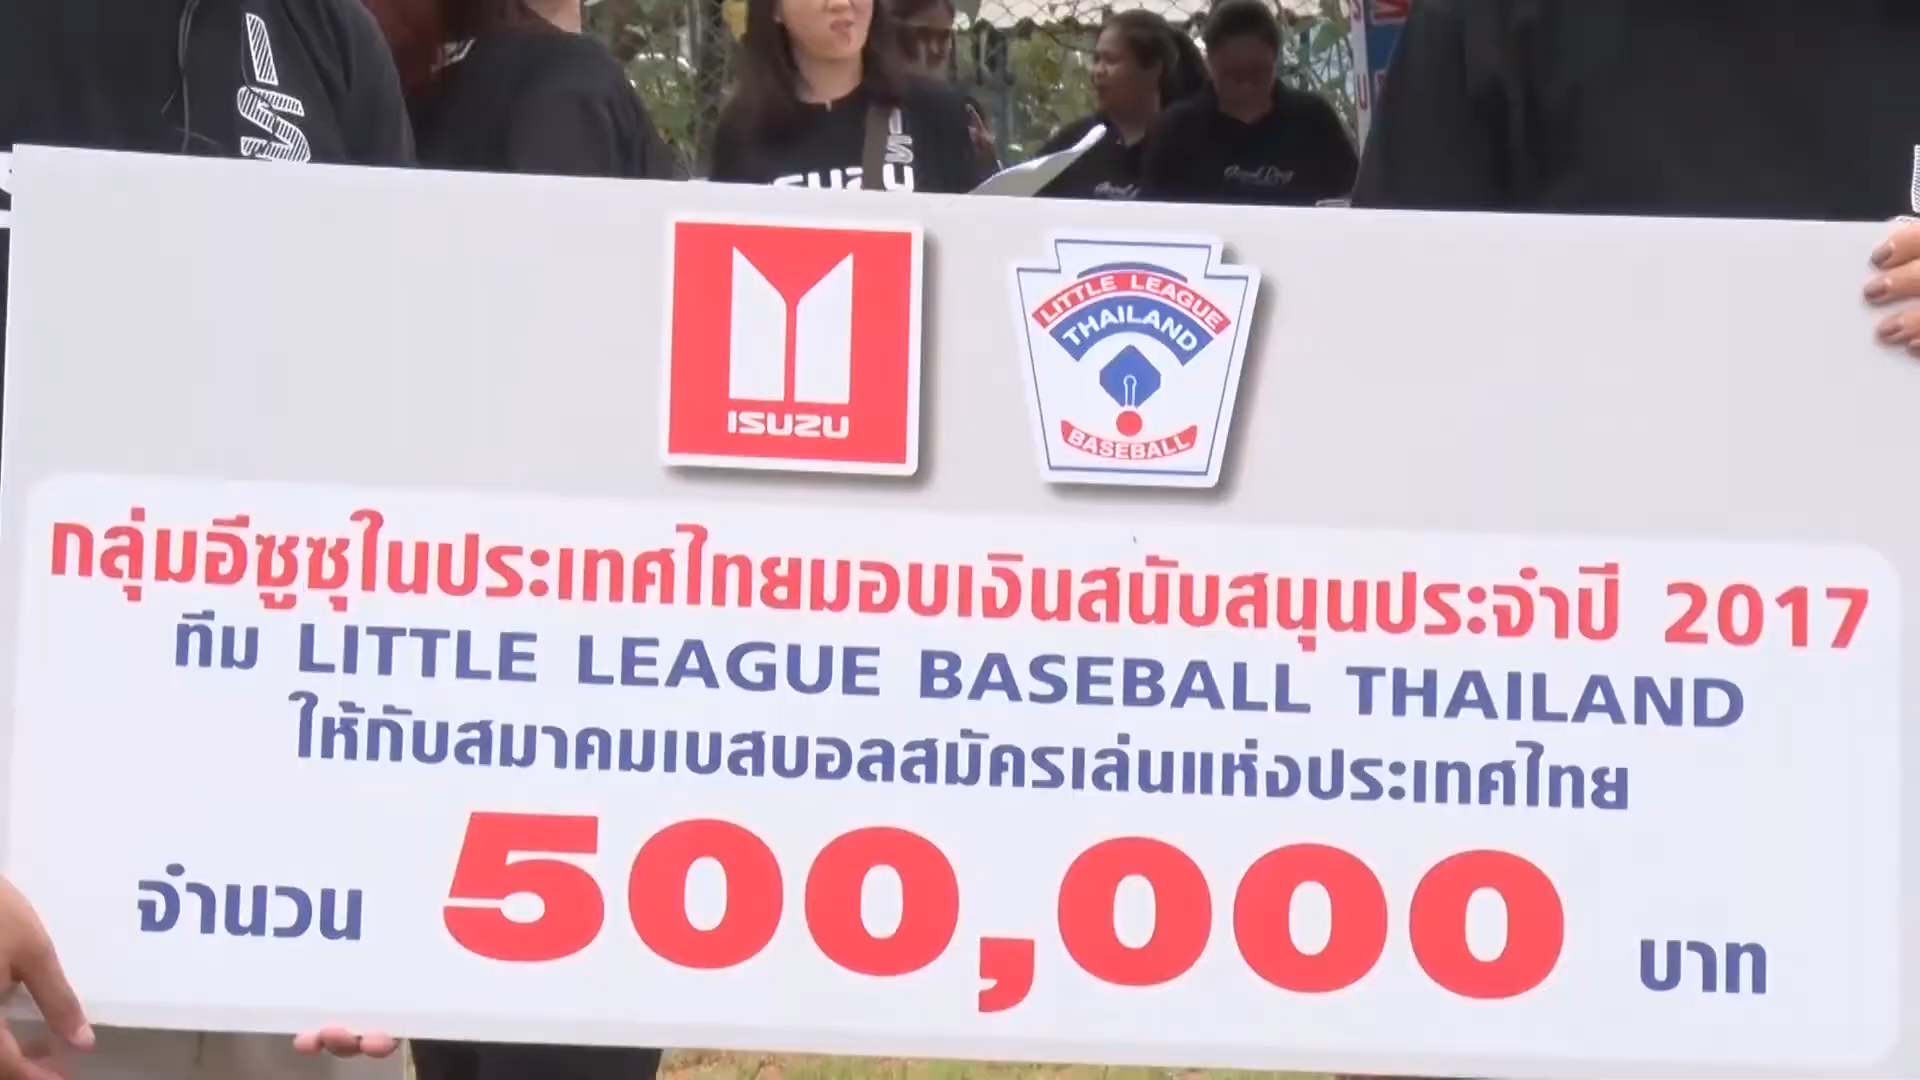 ISUZU
LITTLE LEAGUE
THAILAND
BASEBALL
กลุ่มอีซูซุในประเทศไทยมอบเงินสนับสนุนประจำปี 2017
ทีม LITTLE LEAGUE BASEBALL THAILAND
ให้กับสมาคมเบสบอลสมัครเล่นแห่งประเทศไทย
จำนวน 500,000 บาท